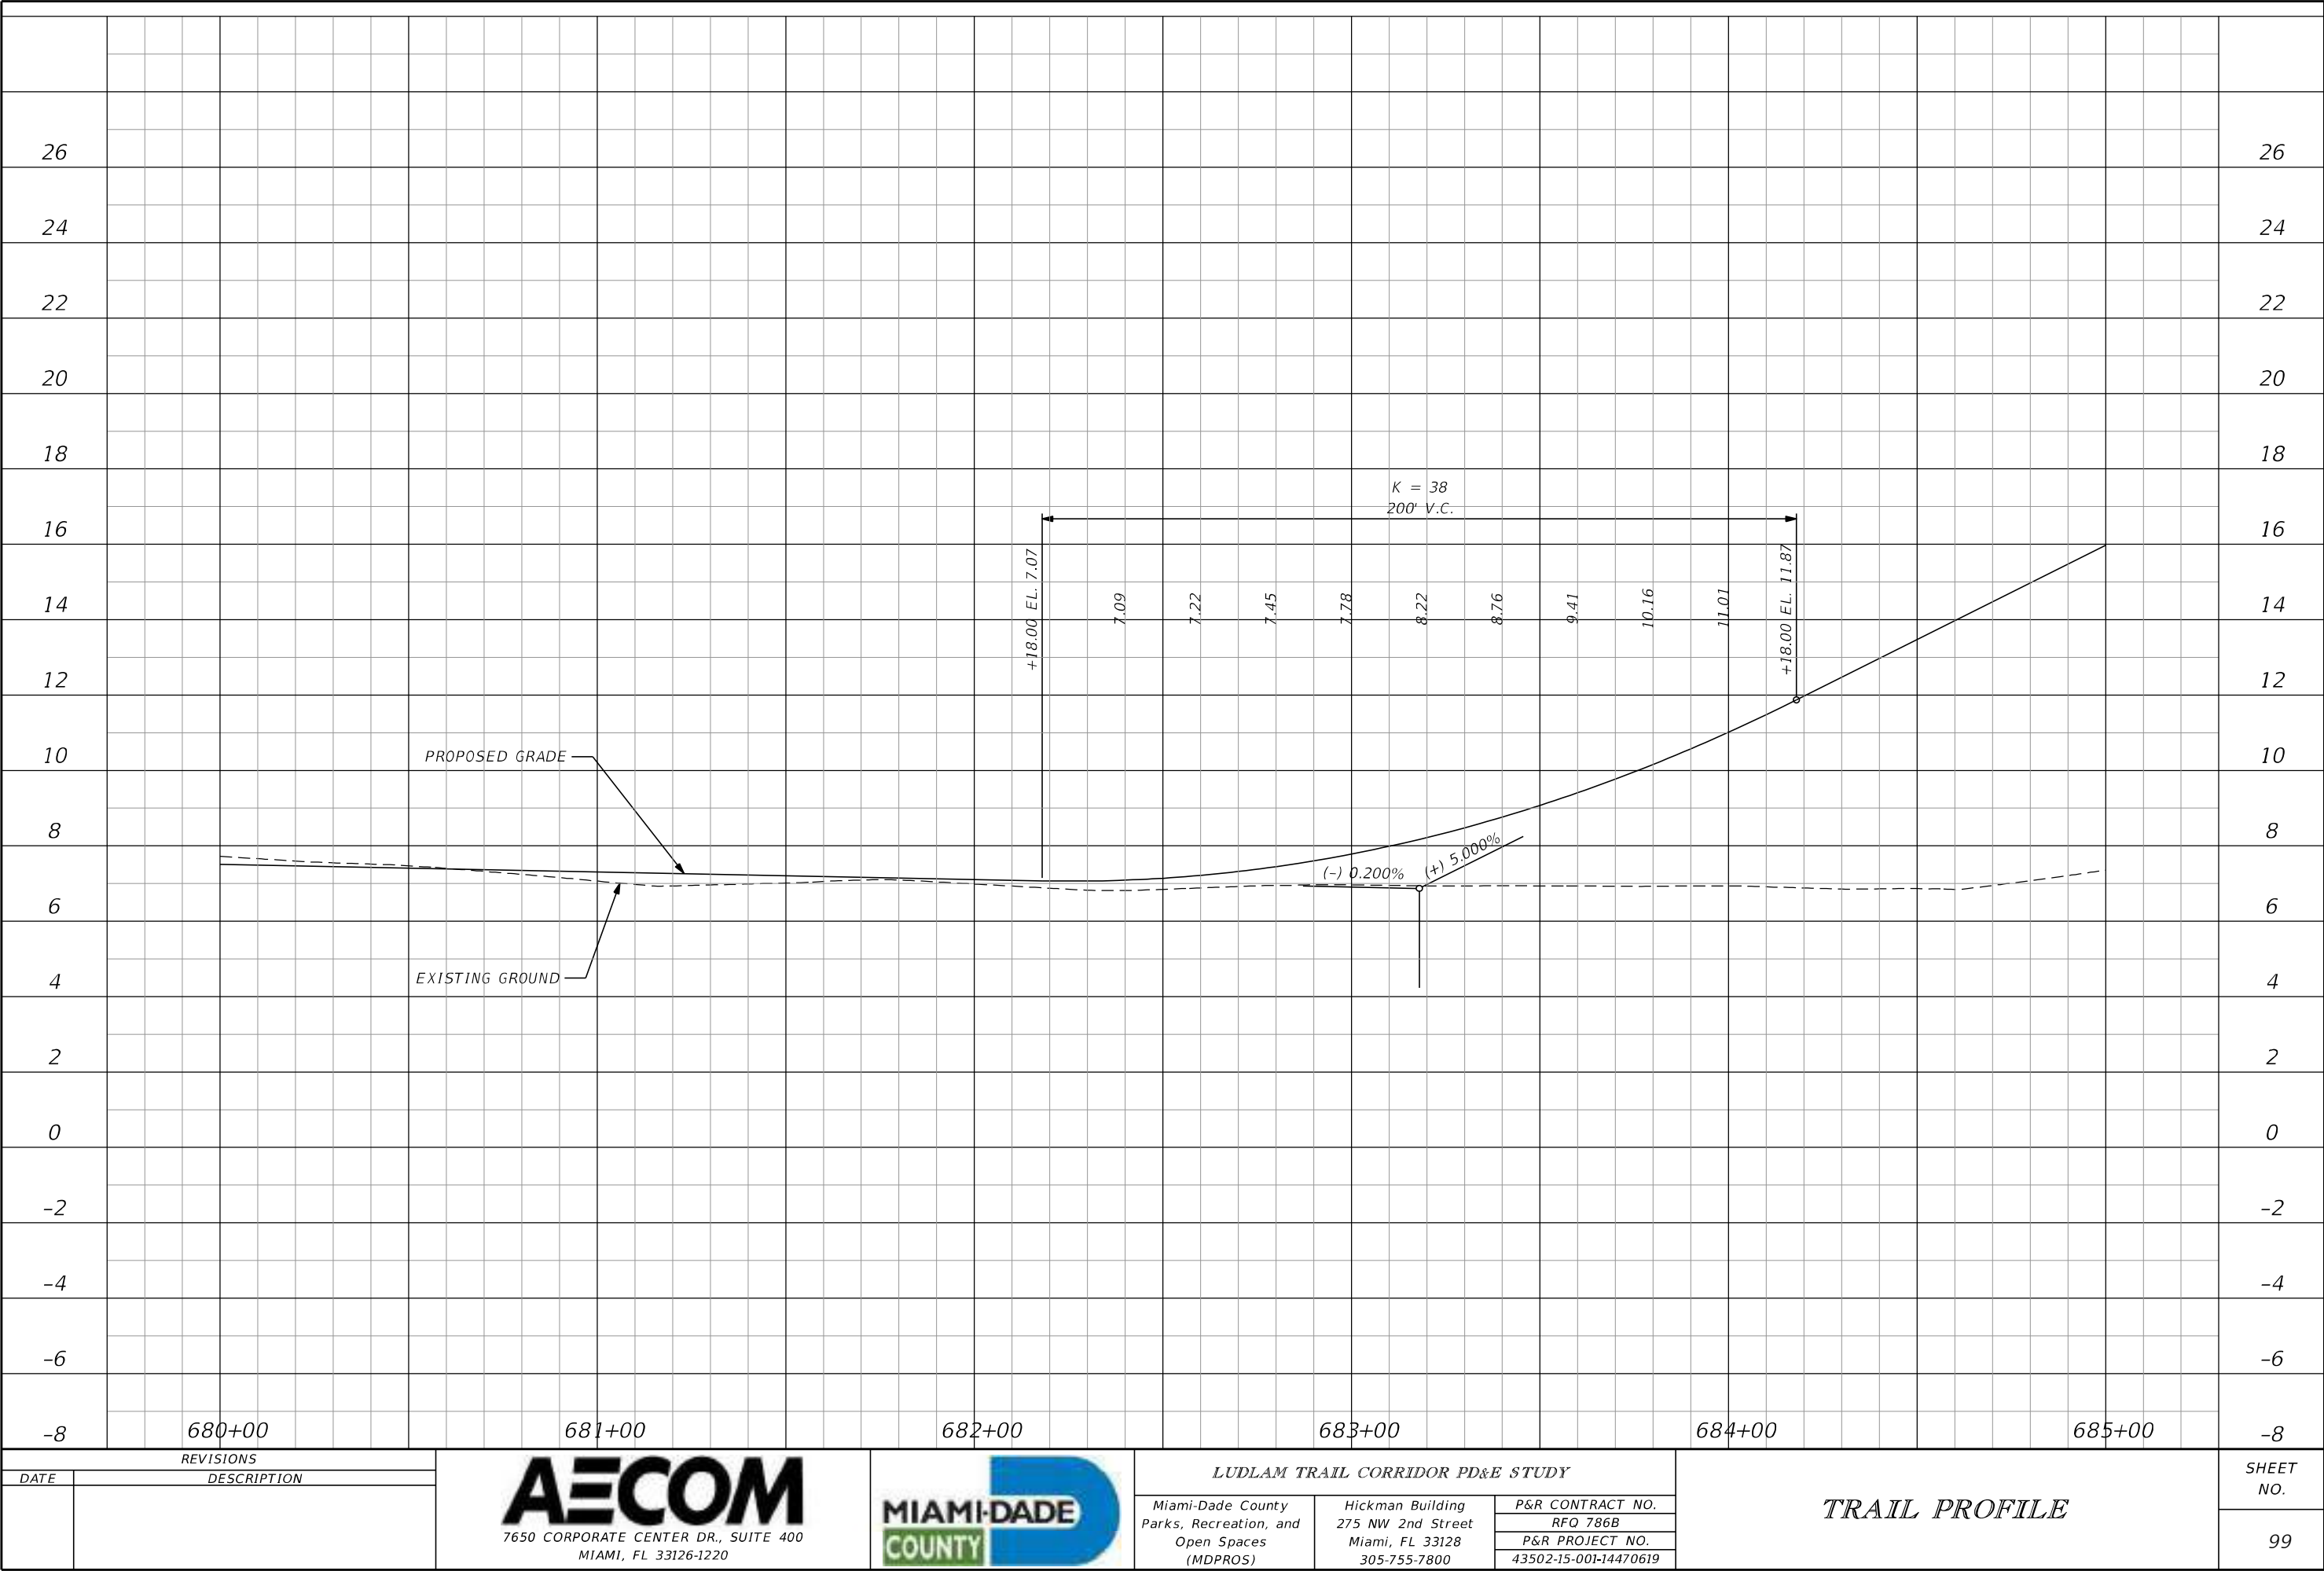 26 26
24 24
22 22
20 20
18 18
K = 38
200' V.C.
16 16
+18.00 EL. 7.07
7.09
7.22
7.45
7.78
8.22
8.76
9.41
10.16
11.01
+18.00 EL. 11.87
14 14
12 12
PROPOSED GRADE
10 10
8 8
(-) 0.200%
(+) 5.000%
6 6
EXISTING GROUND
4 4
2 2
0 0
-2 -2
-4 -4
-6 -6
680+00 681+00 682+00 683+00 684+00 685+00
-8 -8
REVISIONS
DATE DESCRIPTION
AECOM
7650 CORPORATE CENTER DR., SUITE 400
MIAMI, FL 33126-1220
MIAMI-DADE
COUNTY
LUDLAM TRAIL CORRIDOR PD&E STUDY
Miami-Dade County
Parks, Recreation, and
Open Spaces
(MDPROS)
Hickman Building
275 NW 2nd Street
Miami, FL 33128
305-755-7800
P&R CONTRACT NO.
RFQ 786B
P&R PROJECT NO.
43502-15-001-14470619
TRAIL PROFILE
SHEET
NO.
99